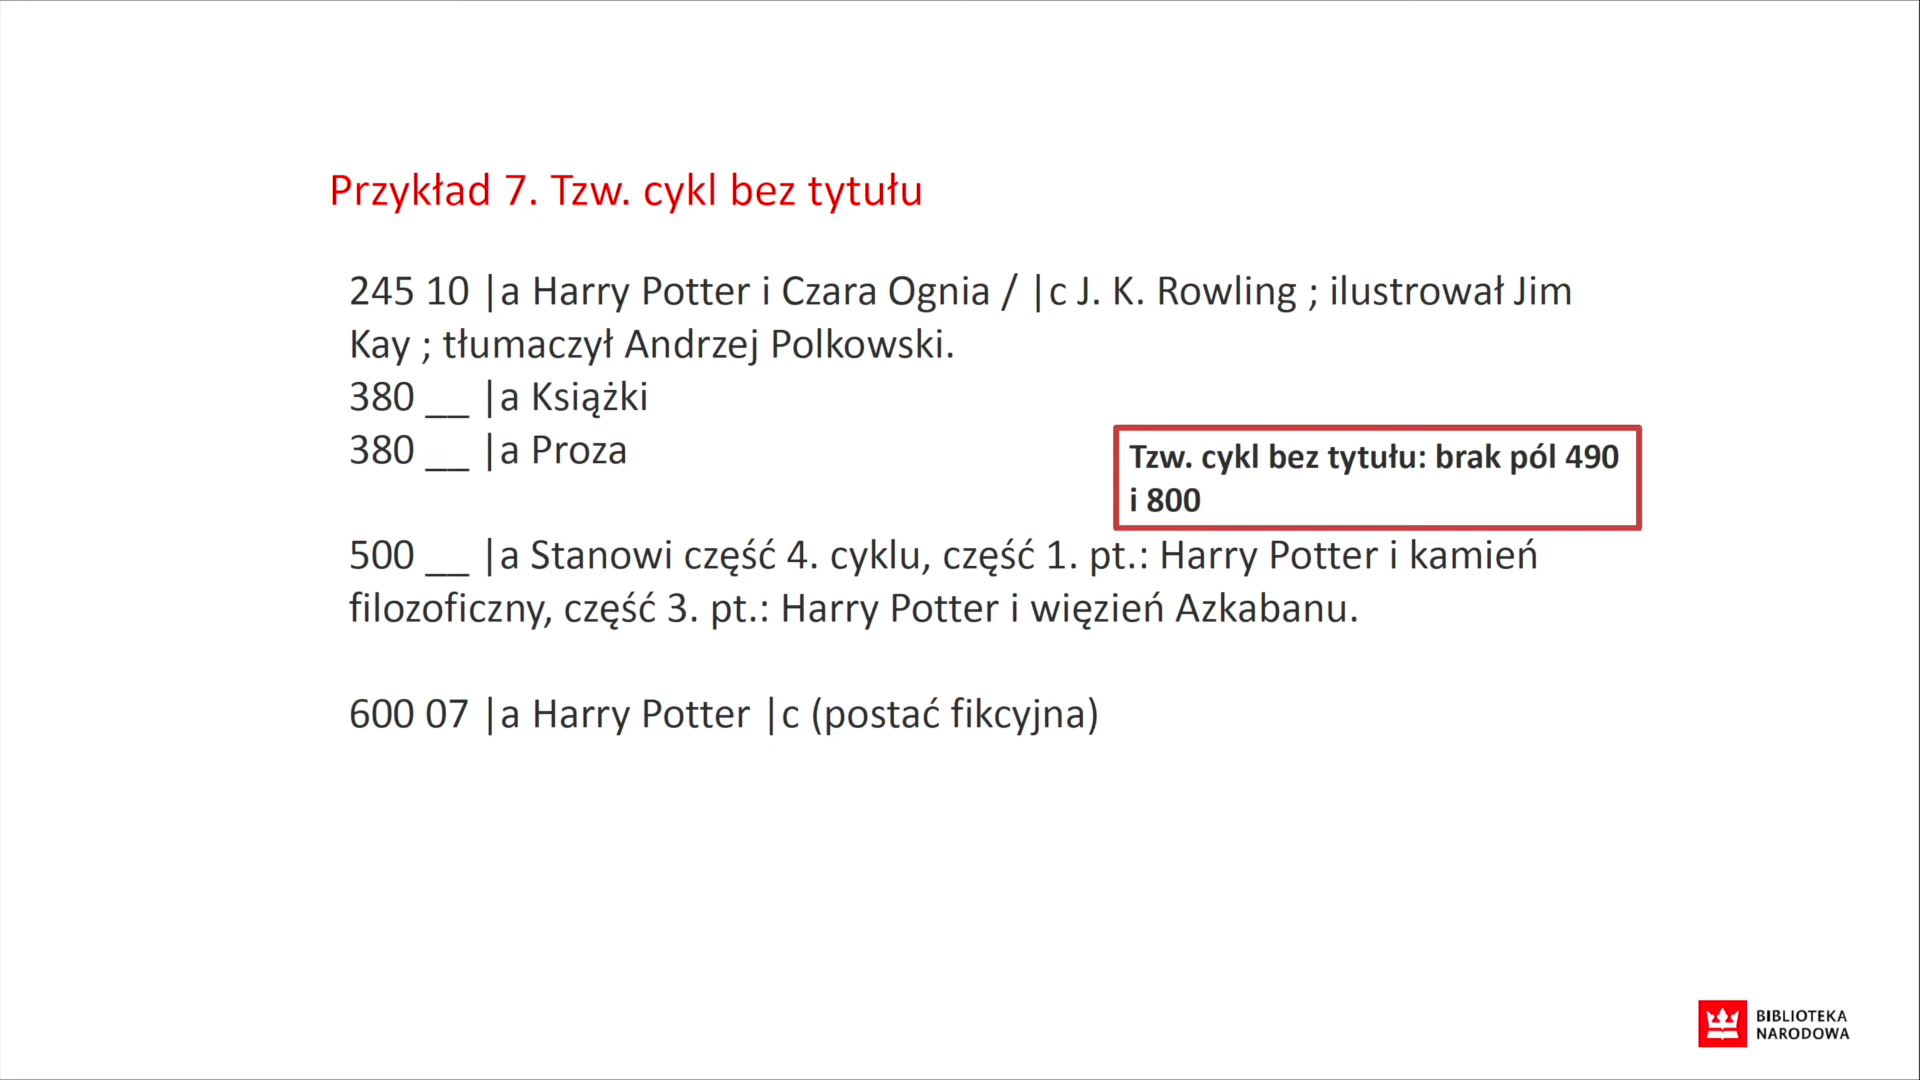 Przykład 7. Tzw. cykl bez tytułu
245 10 |a Harry Potter i Czara Ognia / |c J. K. Rowling ; ilustrował Jim
Kay ; tłumaczył Andrzej Polkowski.
380 __ |a Książki
380 __ |a Proza
Tzw. cykl bez tytułu: brak pól 490
i 800
500 __ |a Stanowi część 4. cyklu, część 1. pt.: Harry Potter i kamień
filozoficzny, część 3. pt.: Harry Potter i więzień Azkabanu.
600 07 |a Harry Potter |c (postać fikcyjna)
BIBLIOTEKA
NARODOWA